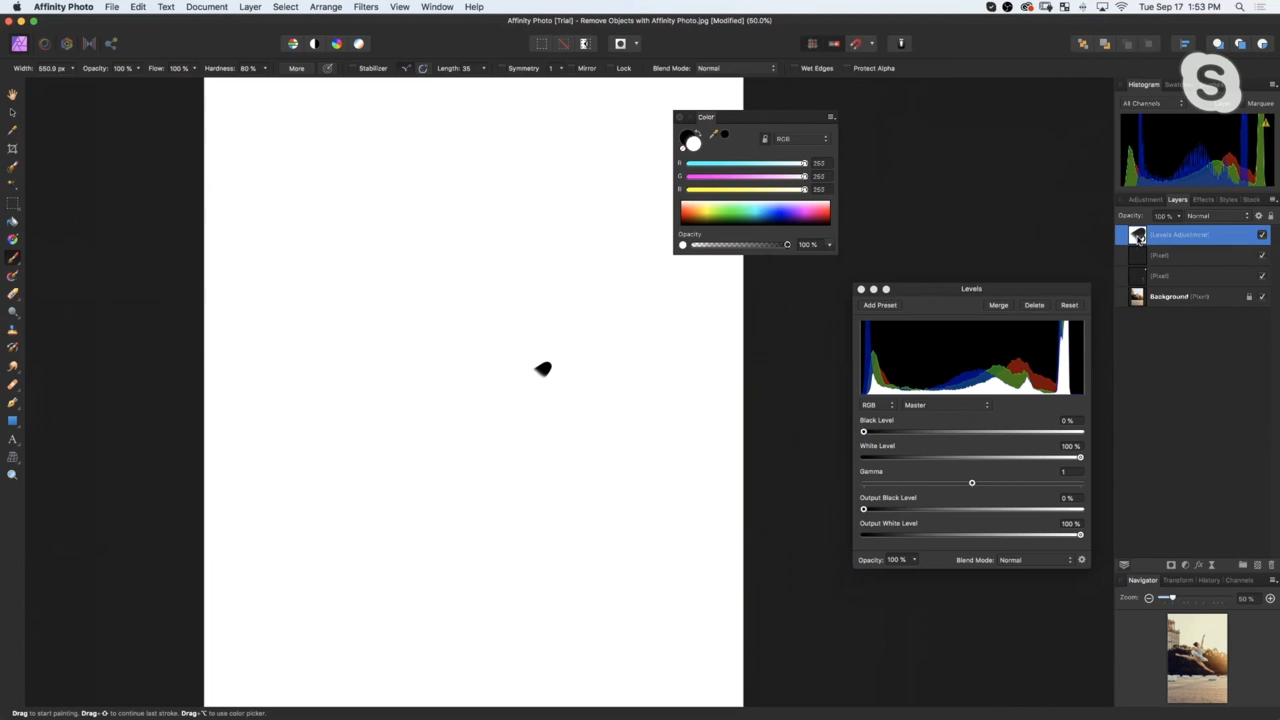 Affinity Photo File Edit Text Document Layer Select Arrange Filters View Window Help Tue Sep 17 1:53 PM
Affinity Photo [Trial] - Remove Objects with Affinity Photo.jpg [Modified] (50.0%)
Width: 550.9 px Opacity: 100 % Flow: 100 % Hardness: 80 % More Stabilizer Length: 35 Symmetry 1 Mirror Lock Blend Mode: Normal Wet Edges Protect Alpha
Histogram
All Channels Marquee
Color
RGB
R 250
G 250
B 250
Opacity
100 %
Adjustment Layers Effects Styles Stock
Opacity: 100 % Normal
(Levels Adjustment)
(Pixel)
(Pixel)
Background (Pixel)
Levels
Add Preset Merge Delete Reset
RGB Master
Black Level 0 %
White Level 100 %
Gamma 1
Output Black Level 0 %
Output White Level 100 %
Opacity: 100 % Blend Mode: Normal
Navigator Transform History Channels
Zoom: 50 %
Drag to start painting. Drag+⇧ to continue last stroke. Drag+⌥ to use color picker.